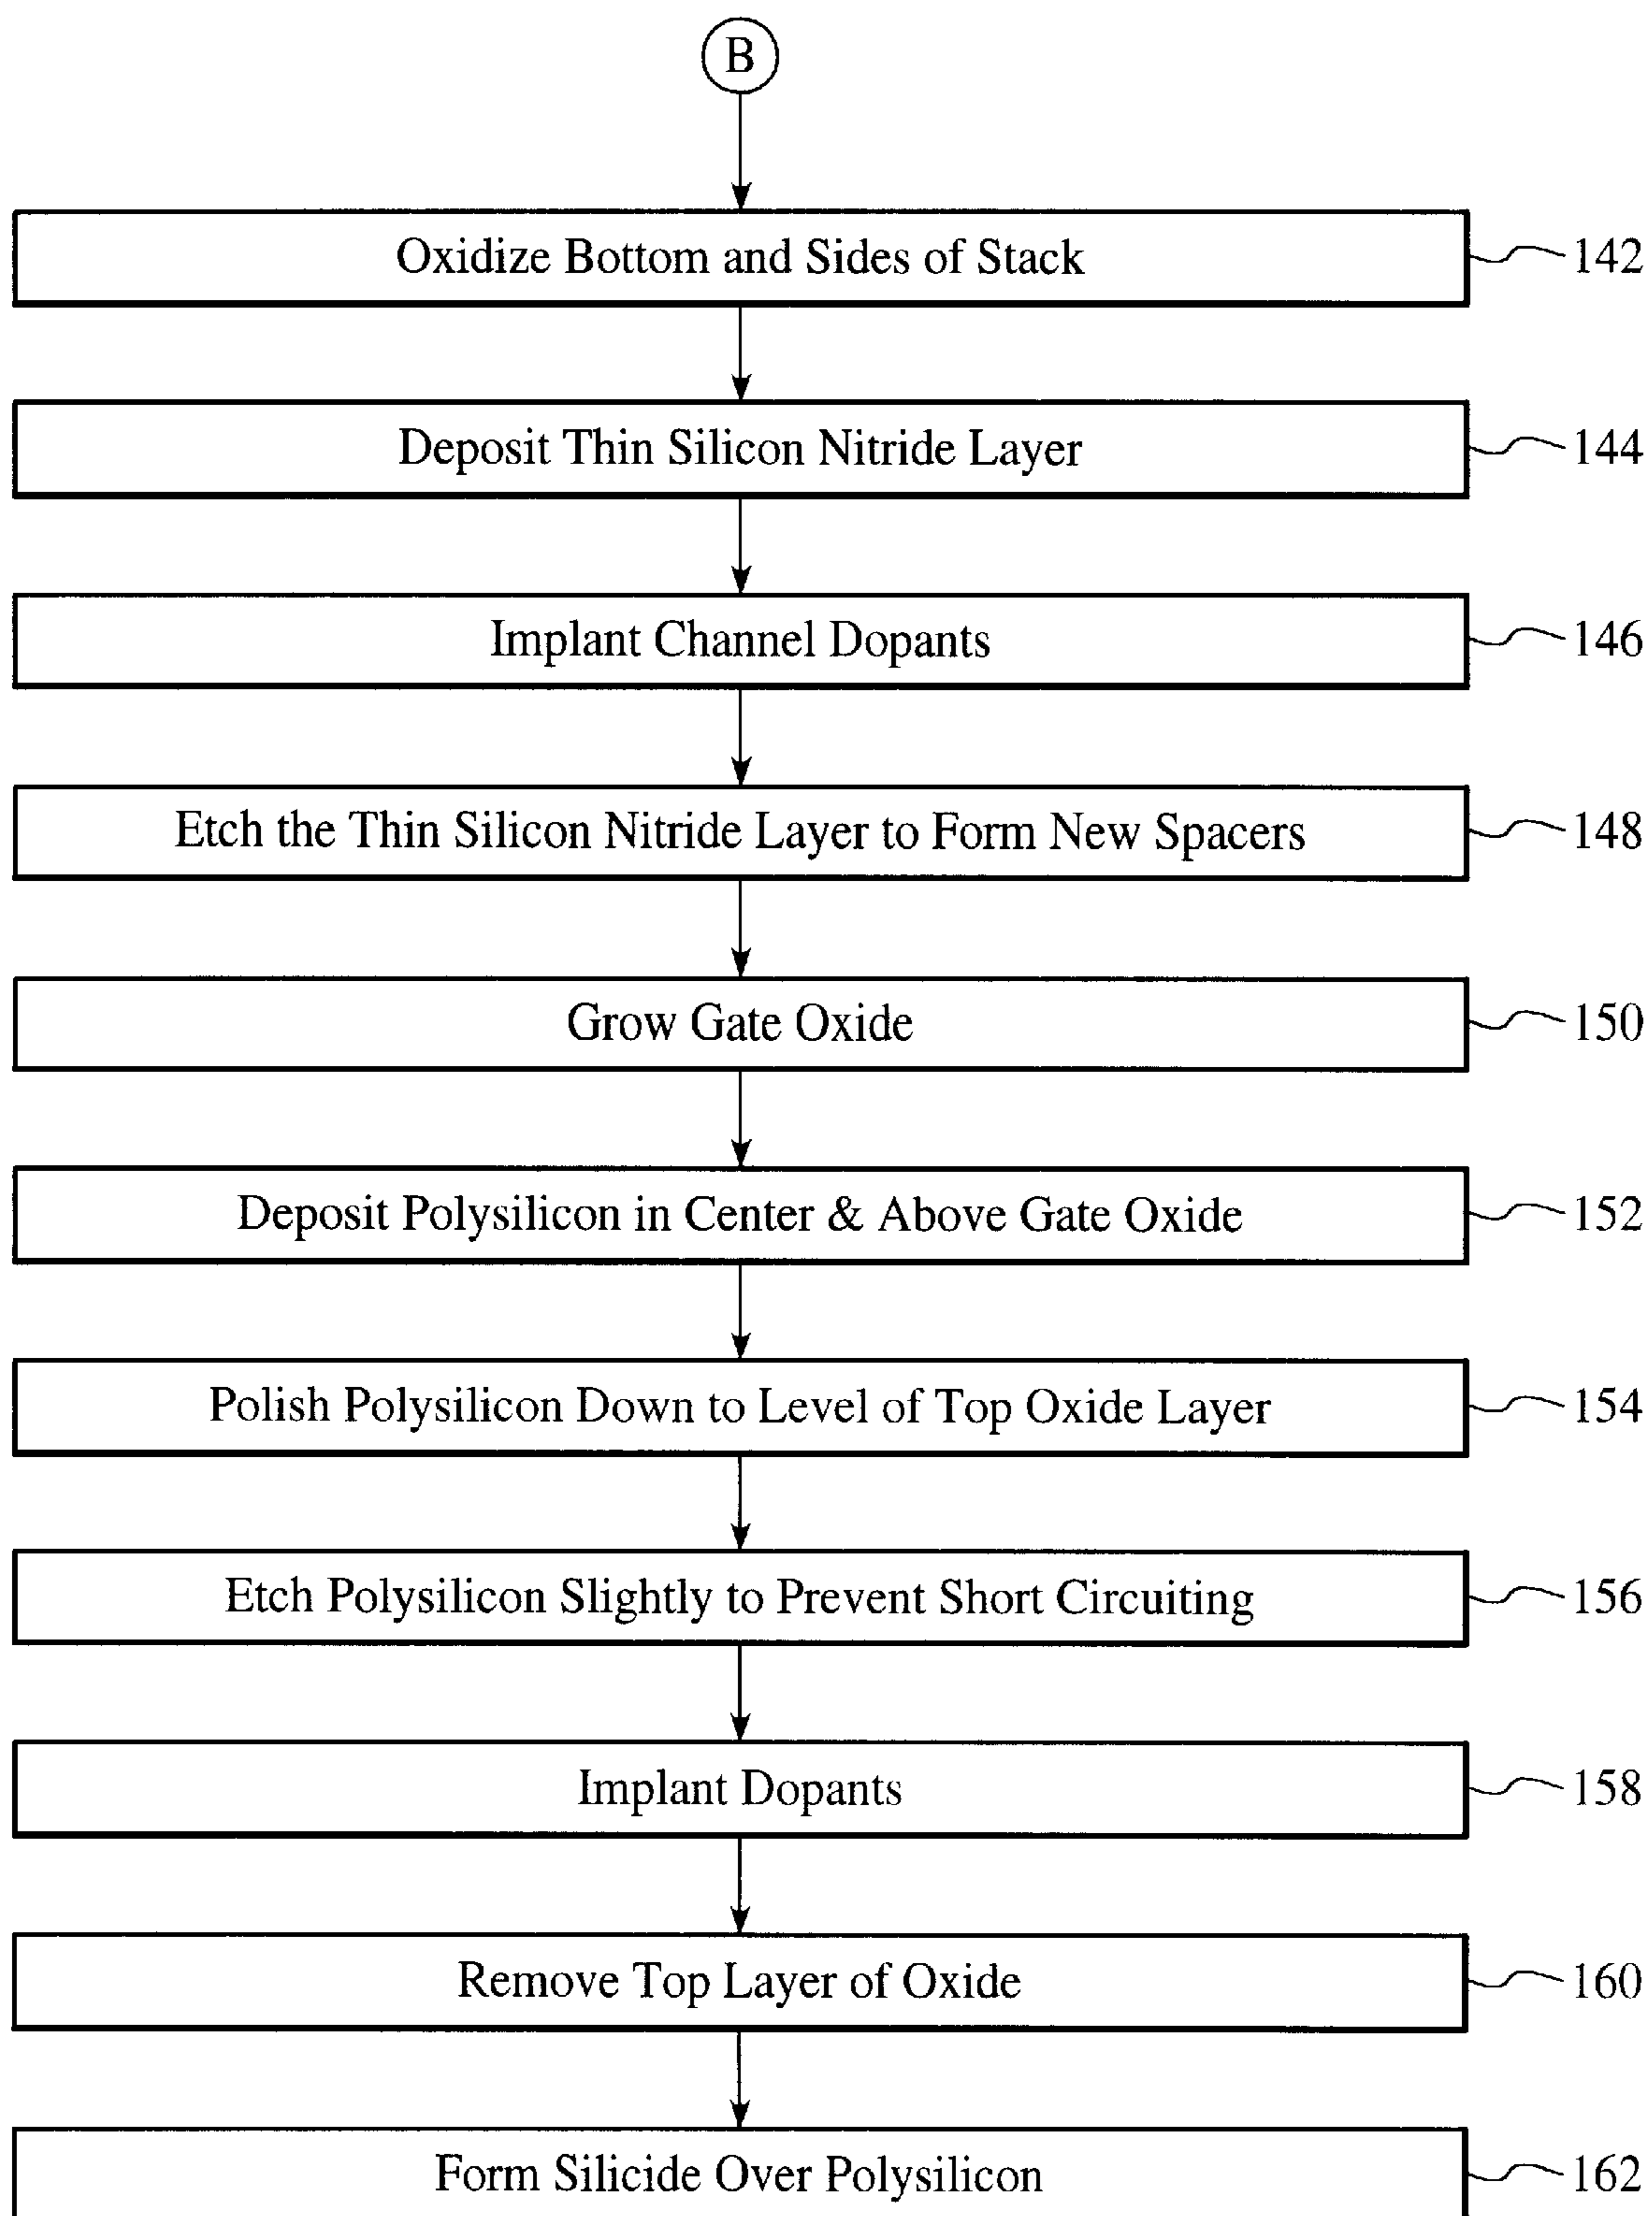 B
Oxidize Bottom and Sides of Stack 142
Deposit Thin Silicon Nitride Layer 144
Implant Channel Dopants 146
Etch the Thin Silicon Nitride Layer to Form New Spacers 148
Grow Gate Oxide 150
Deposit Polysilicon in Center & Above Gate Oxide 152
Polish Polysilicon Down to Level of Top Oxide Layer 154
Etch Polysilicon Slightly to Prevent Short Circuiting 156
Implant Dopants 158
Remove Top Layer of Oxide 160
Form Silicide Over Polysilicon 162